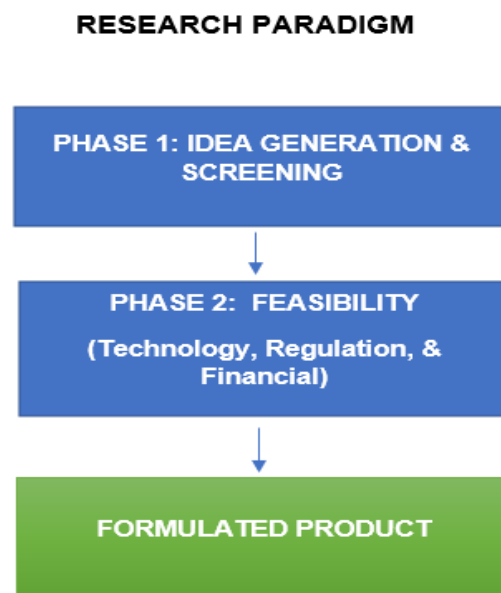 RESEARCH PARADIGM
PHASE 1: IDEA GENERATION &
SCREENING
PHASE 2: FEASIBILITY
(Technology, Regulation, &
Financial)
FORMULATED PRODUCT